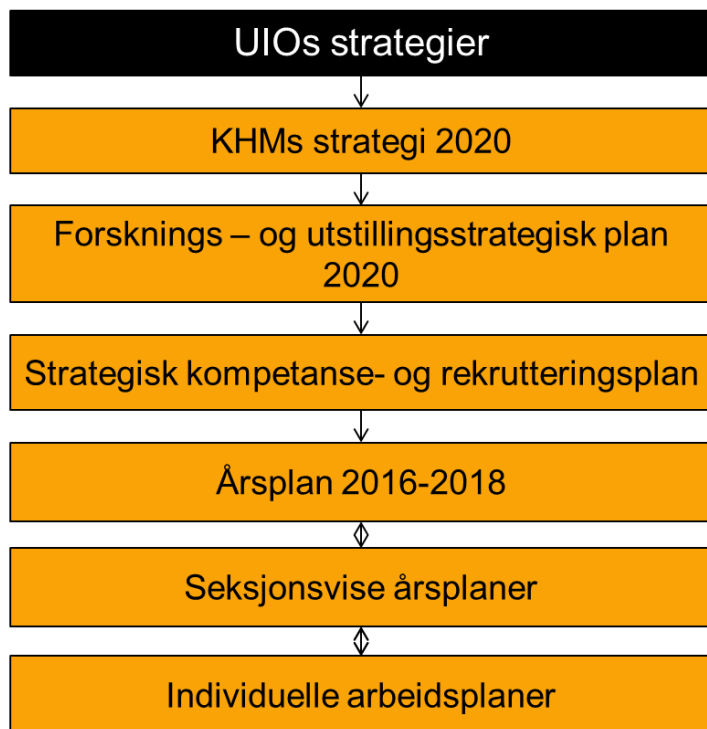 UIOs strategier
KHMs strategi 2020
Forsknings – og utstillingsstrategisk plan
2020
Strategisk kompetanse- og rekrutteringsplan
Årsplan 2016-2018
Seksjonsvise årsplaner
Individuelle arbeidsplaner